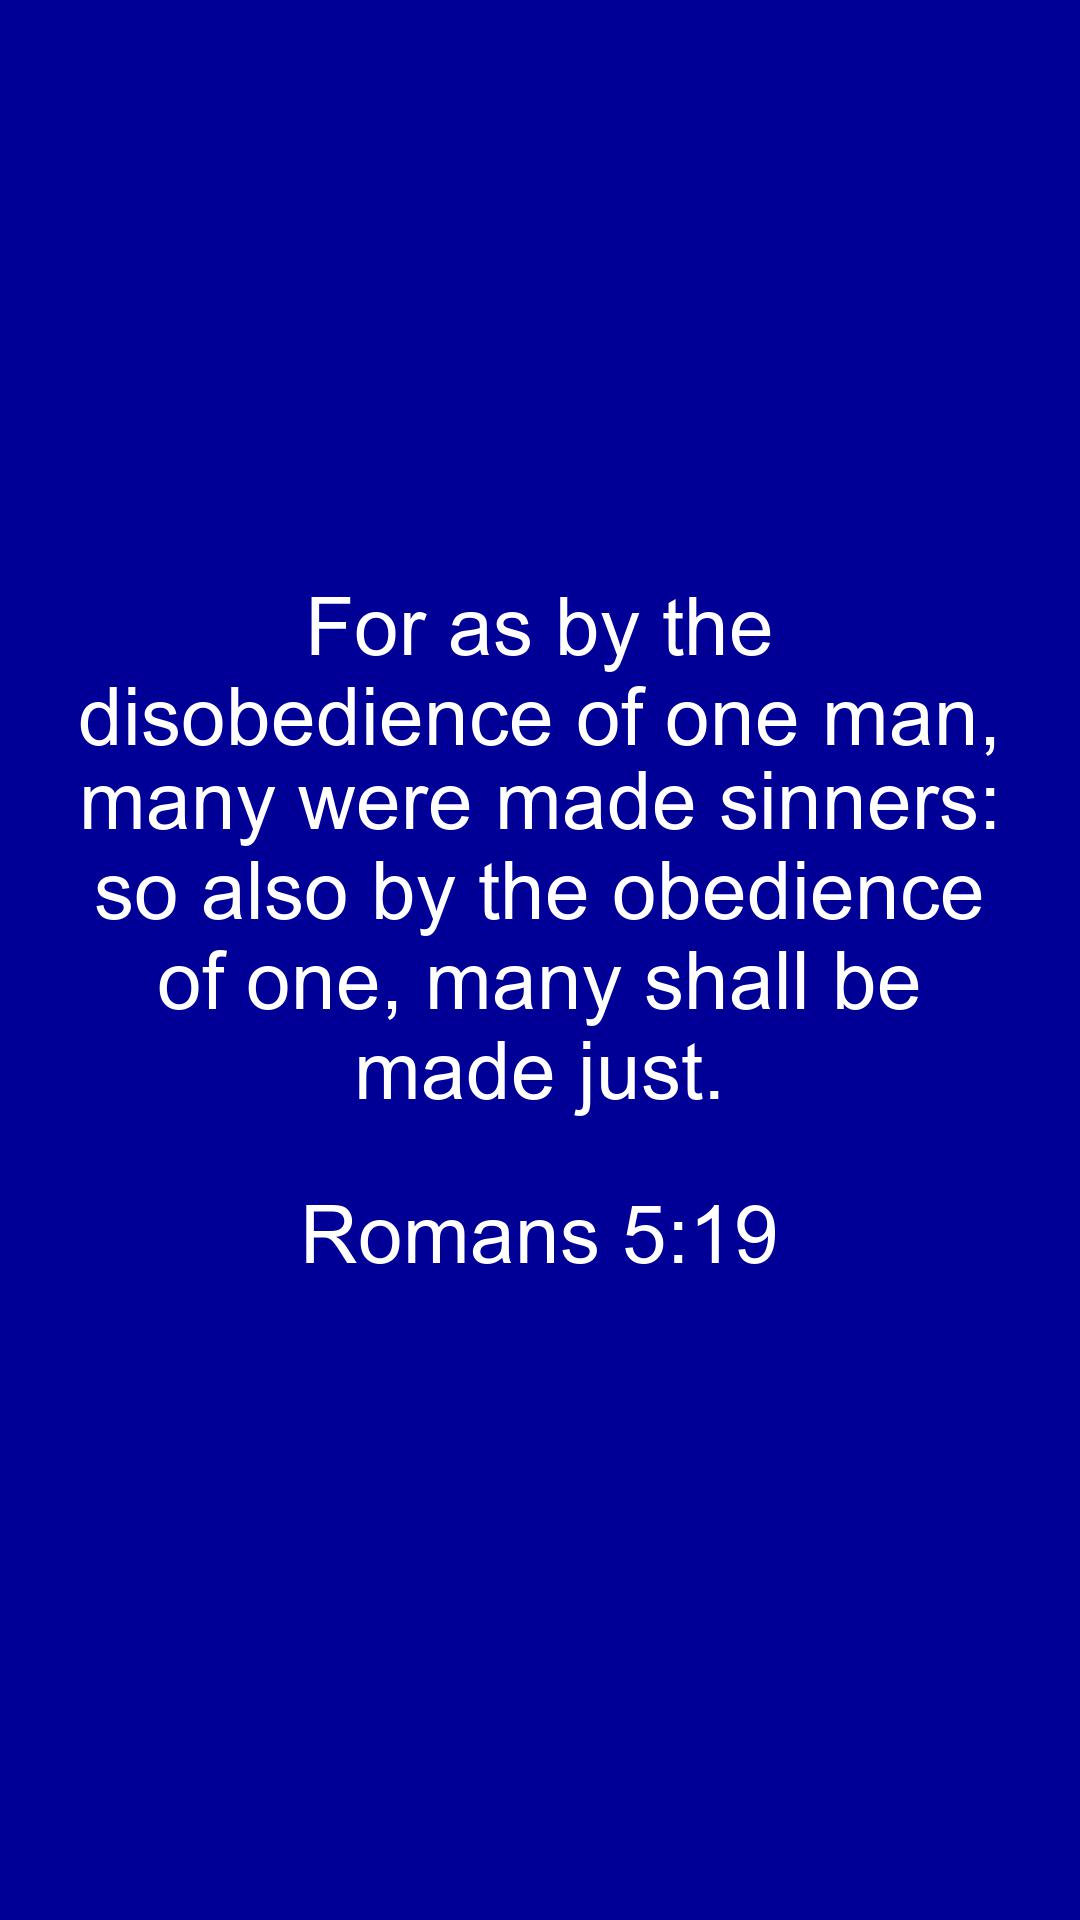 For as by the
disobedience of one man,
many were made sinners:
so also by the obedience
of one, many shall be
made just.
Romans 5:19